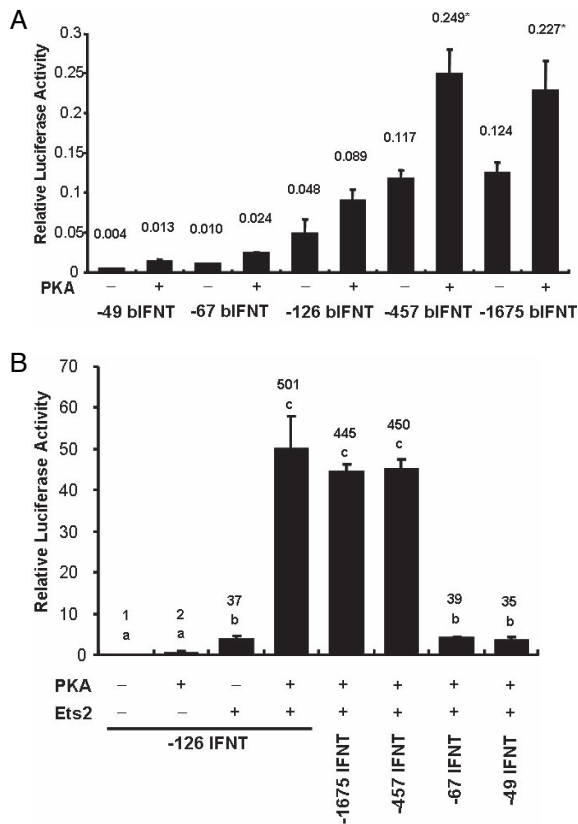 A
Relative Luciferase Activity
0.3
0.25
0.2
0.15
0.1
0.05
0
0.004
0.013
0.010
0.024
0.048
0.089
0.117
0.249*
0.124
0.227*
PKA – + – + – + – + – +
-49 bIFNT -67 bIFNT -126 bIFNT -457 bIFNT -1675 bIFNT
B
Relative Luciferase Activity
70
60
50
40
30
20
10
0
1
a
2
a
37
b
501
c
445
c
450
c
39
b
35
b
PKA – + – + + + + +
Ets2 – – + + + + + +
-126 IFNT
-1675 IFNT
-457 IFNT
-67 IFNT
-49 IFNT